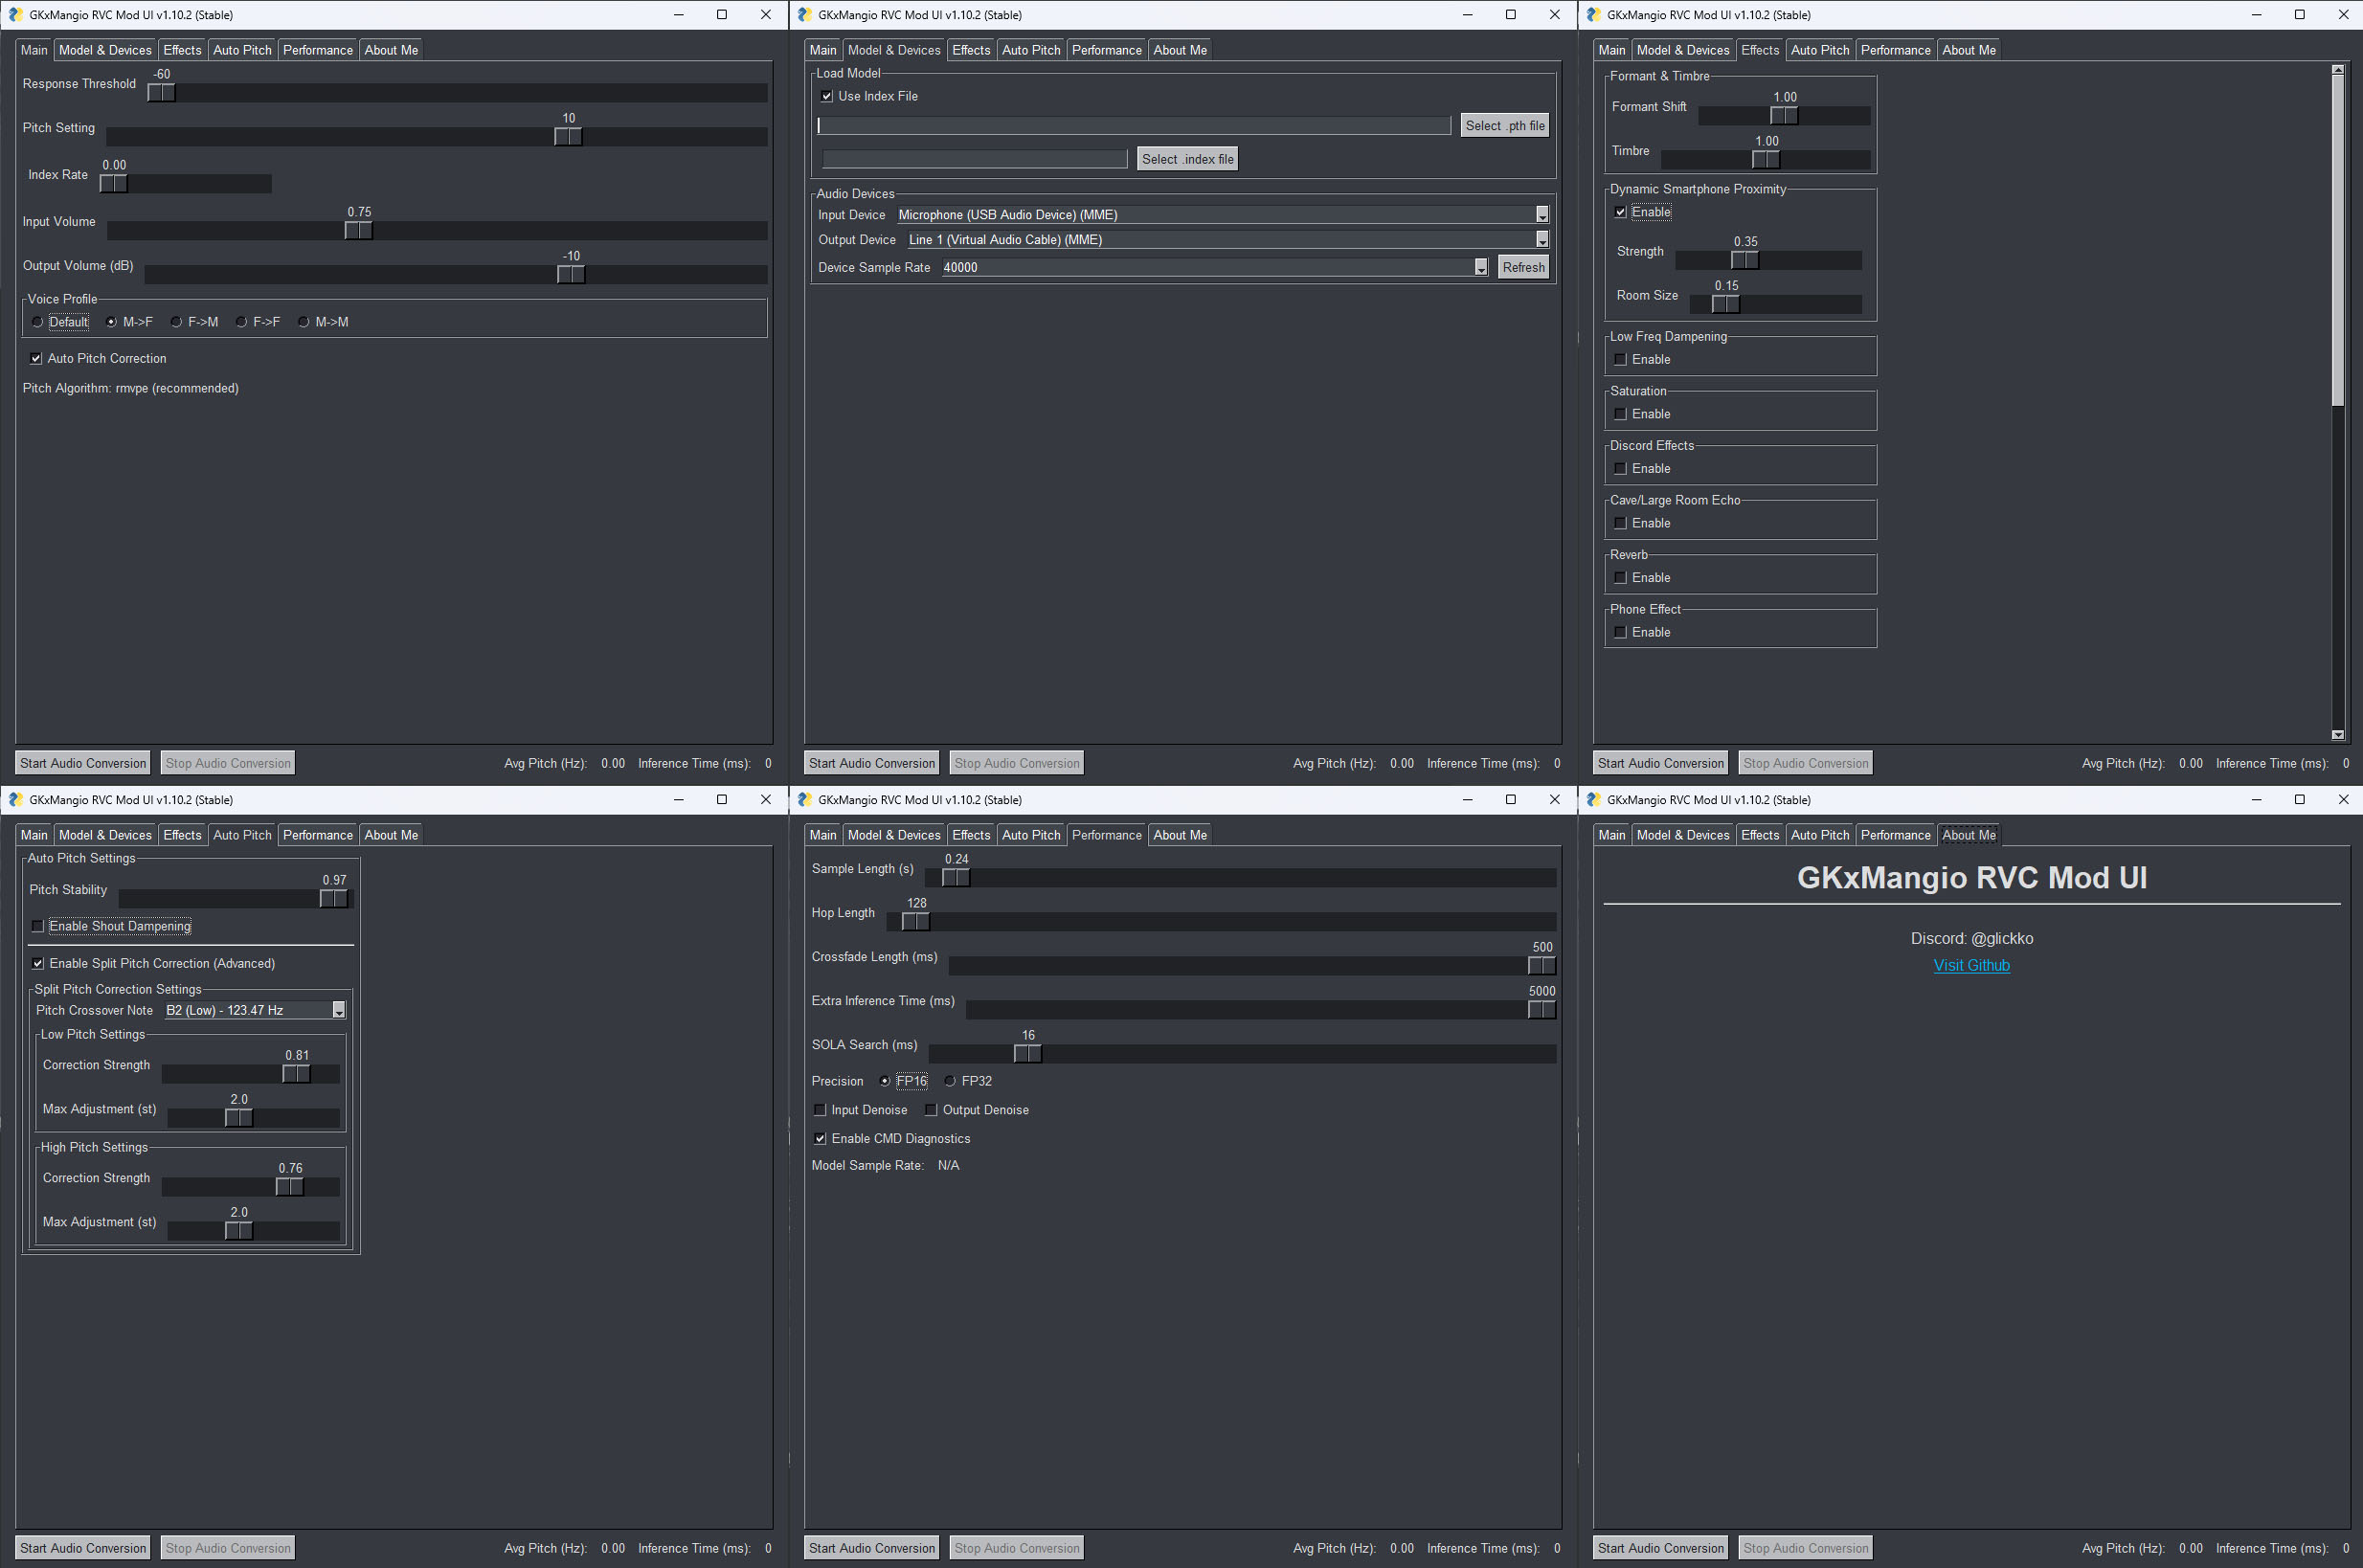 GKxMangio RVC Mod UI v1.10.2 (Stable)
Main Model & Devices Effects Auto Pitch Performance About Me
-60
Response Threshold
10
Pitch Setting
0.00
Index Rate
0.75
Input Volume
-10
Output Volume (dB)
Voice Profile
Default M->F F->M F->F M->M
Auto Pitch Correction
Pitch Algorithm: rmvpe (recommended)
Start Audio Conversion Stop Audio Conversion Avg Pitch (Hz): 0.00 Inference Time (ms): 0
GKxMangio RVC Mod UI v1.10.2 (Stable)
Main Model & Devices Effects Auto Pitch Performance About Me
Load Model
Use Index File
Select .pth file
Select .index file
Audio Devices
Input Device Microphone (USB Audio Device) (MME)
Output Device Line 1 (Virtual Audio Cable) (MME)
Device Sample Rate 40000 Refresh
Start Audio Conversion Stop Audio Conversion Avg Pitch (Hz): 0.00 Inference Time (ms): 0
GKxMangio RVC Mod UI v1.10.2 (Stable)
Main Model & Devices Effects Auto Pitch Performance About Me
Formant & Timbre
1.00
Formant Shift
1.00
Timbre
Dynamic Smartphone Proximity
Enable
0.35
Strength
0.15
Room Size
Low Freq Dampening
Enable
Saturation
Enable
Discord Effects
Enable
Cave/Large Room Echo
Enable
Reverb
Enable
Phone Effect
Enable
Start Audio Conversion Stop Audio Conversion Avg Pitch (Hz): 0.00 Inference Time (ms): 0
GKxMangio RVC Mod UI v1.10.2 (Stable)
Main Model & Devices Effects Auto Pitch Performance About Me
Auto Pitch Settings
0.97
Pitch Stability
Enable Shout Dampening
Enable Split Pitch Correction (Advanced)
Split Pitch Correction Settings
Pitch Crossover Note B2 (Low) - 123.47 Hz
Low Pitch Settings
0.81
Correction Strength
2.0
Max Adjustment (st)
High Pitch Settings
0.76
Correction Strength
2.0
Max Adjustment (st)
Start Audio Conversion Stop Audio Conversion Avg Pitch (Hz): 0.00 Inference Time (ms): 0
GKxMangio RVC Mod UI v1.10.2 (Stable)
Main Model & Devices Effects Auto Pitch Performance About Me
0.24
Sample Length (s)
128
Hop Length
500
Crossfade Length (ms)
5000
Extra Inference Time (ms)
16
SOLA Search (ms)
Precision FP16 FP32
Input Denoise Output Denoise
Enable CMD Diagnostics
Model Sample Rate: N/A
Start Audio Conversion Stop Audio Conversion Avg Pitch (Hz): 0.00 Inference Time (ms): 0
GKxMangio RVC Mod UI v1.10.2 (Stable)
Main Model & Devices Effects Auto Pitch Performance About Me
GKxMangio RVC Mod UI
Discord: @glickko
Visit Github
Start Audio Conversion Stop Audio Conversion Avg Pitch (Hz): 0.00 Inference Time (ms): 0